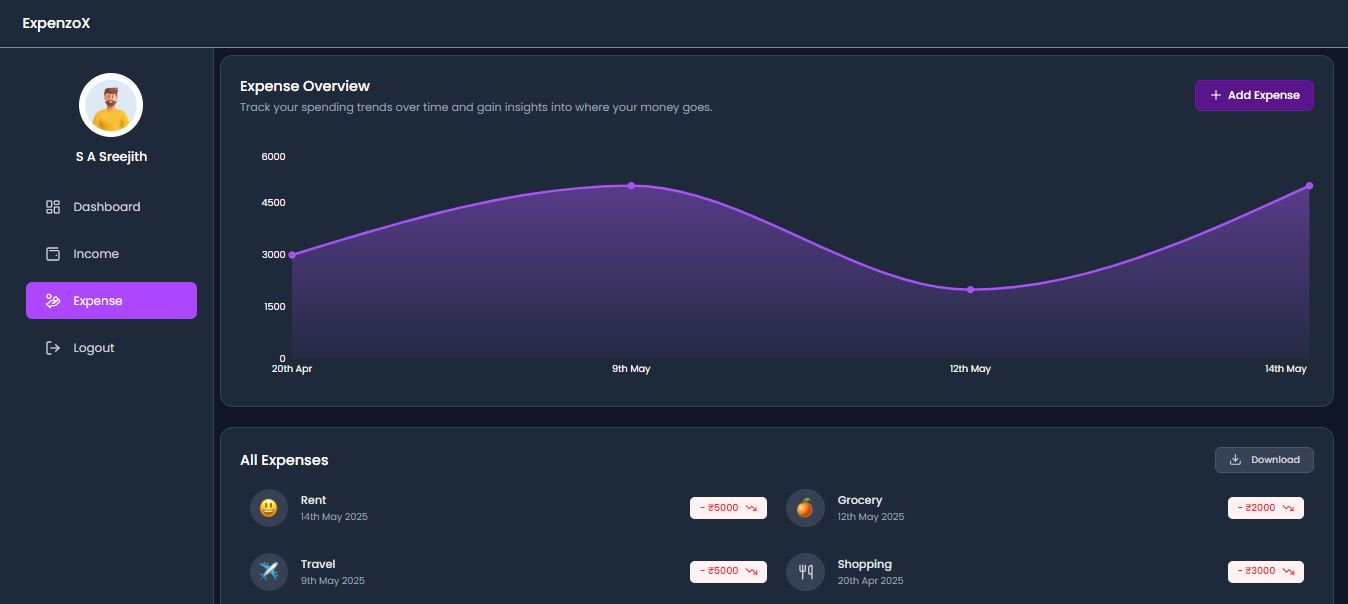 ExpenzoX
S A Sreejith
Dashboard
Income
Expense
Logout
Expense Overview
Track your spending trends over time and gain insights into where your money goes.
+ Add Expense
6000
4500
3000
1500
0
20th Apr
9th May
12th May
14th May
All Expenses
Download
Rent
14th May 2025
- ₹5000
Grocery
12th May 2025
- ₹2000
Travel
9th May 2025
- ₹5000
Shopping
20th Apr 2025
- ₹3000